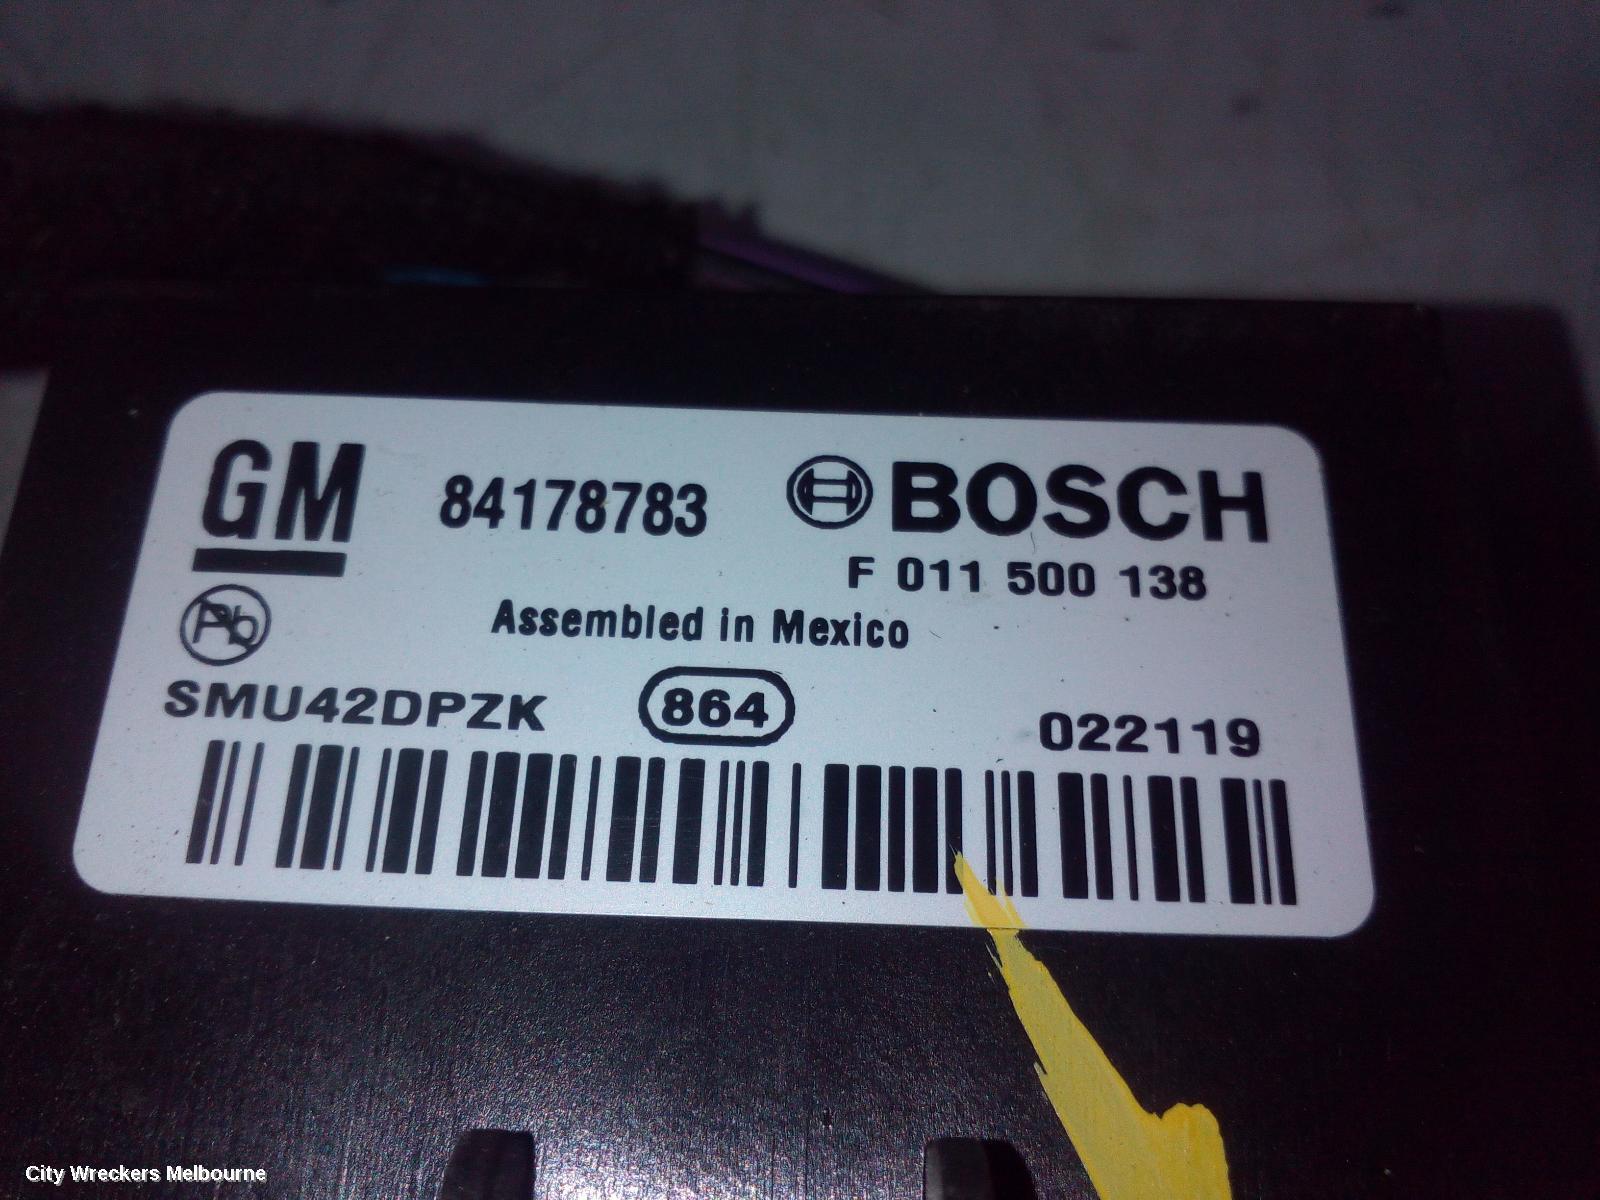 GM 84178783 BOSCH
F 011 500 138
Pb
Assembled in Mexico
SMU42DPZK 864 022119
City Wreckers Melbourne